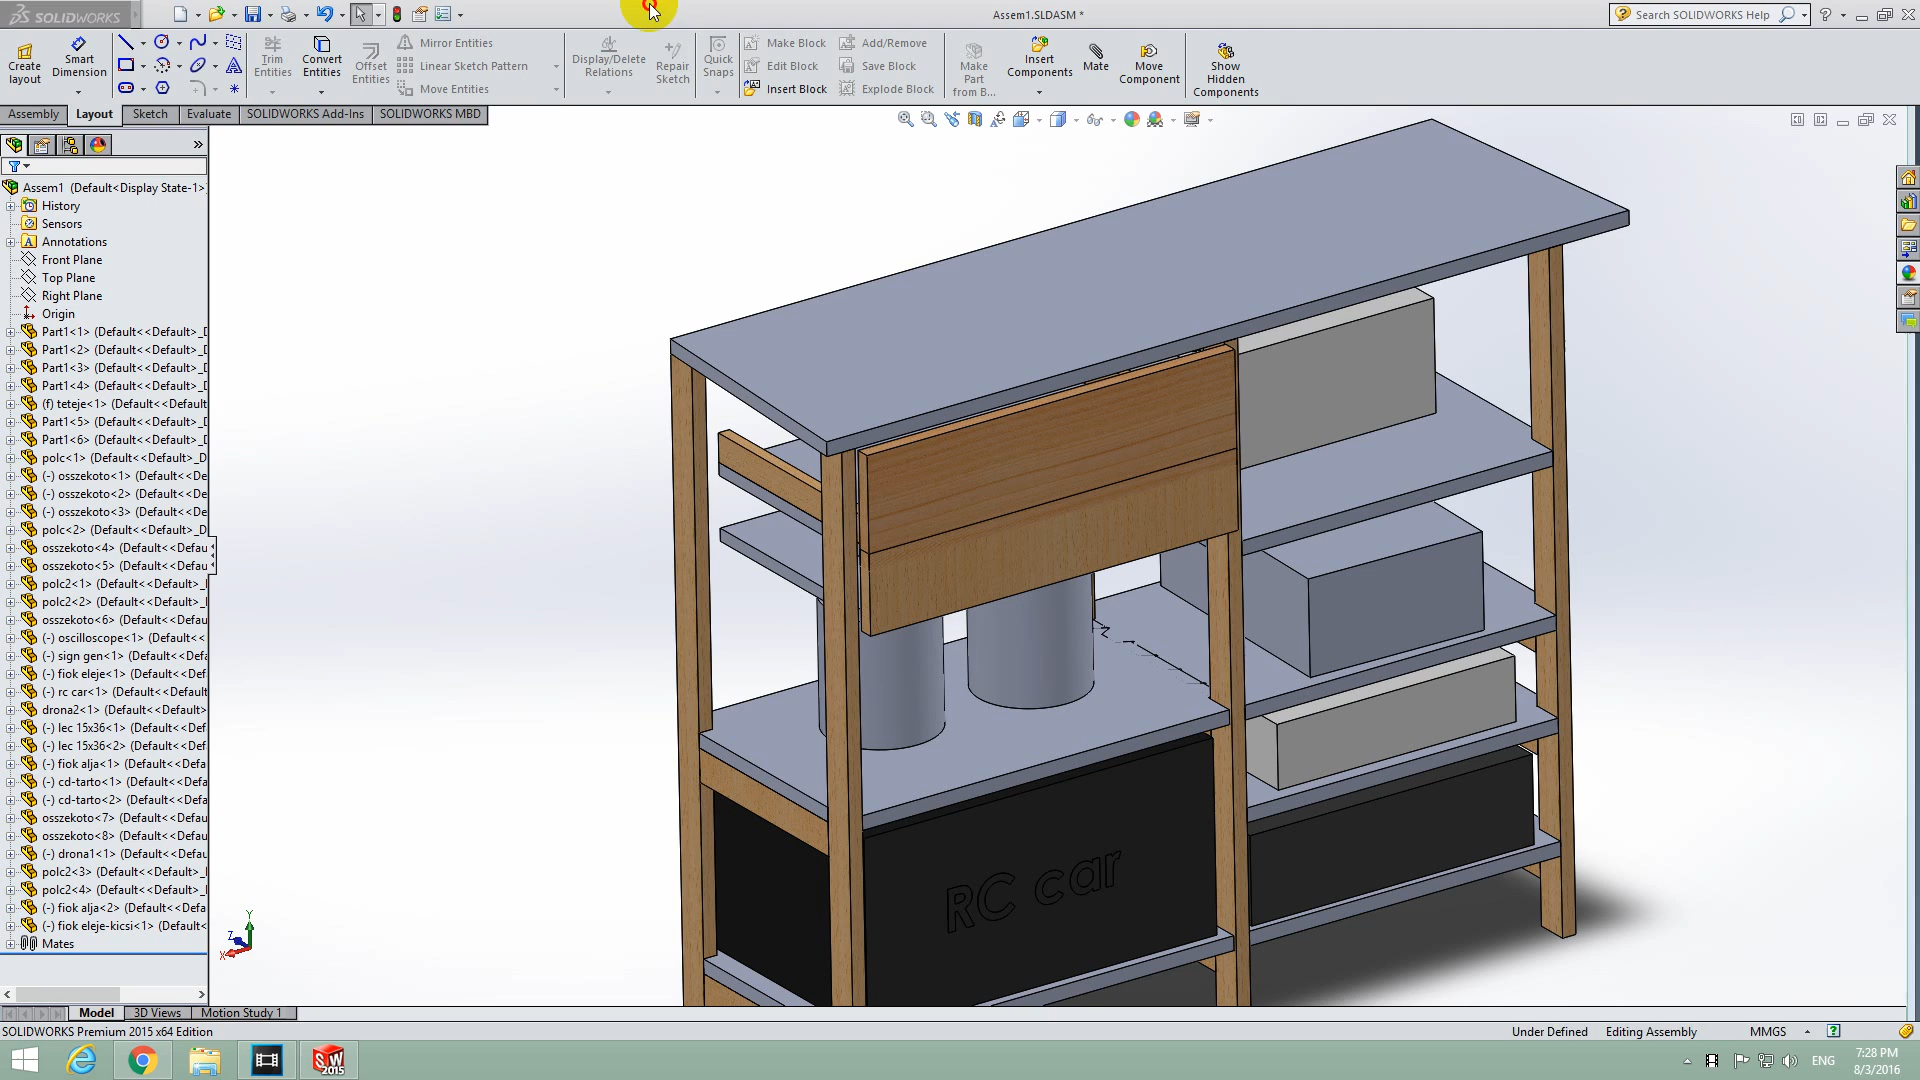 SOLIDWORKS
Assem1.SLDASM *
Search SOLIDWORKS Help
Create layout
Smart Dimension
Trim Entities
Convert Entities
Offset Entities
Mirror Entities
Linear Sketch Pattern
Move Entities
Display/Delete Relations
Repair Sketch
Quick Snaps
Make Block
Edit Block
Insert Block
Add/Remove
Save Block
Explode Block
Make Part from B...
Insert Components
Mate
Move Component
Show Hidden Components
Assembly
Layout
Sketch
Evaluate
SOLIDWORKS Add-Ins
SOLIDWORKS MBD
Assem1 (Default<Display State-1>
History
Sensors
Annotations
Front Plane
Top Plane
Right Plane
Origin
Part1<1> (Default<<Default>_D
Part1<2> (Default<<Default>_D
Part1<3> (Default<<Default>_D
Part1<4> (Default<<Default>_D
(f) teteje<1> (Default<<Default
Part1<5> (Default<<Default>_D
Part1<6> (Default<<Default>_D
polc<1> (Default<<Default>_D
(-) osszekoto<1> (Default<<De
(-) osszekoto<2> (Default<<De
(-) osszekoto<3> (Default<<De
polc<2> (Default<<Default>_D
osszekoto<4> (Default<<Defau
osszekoto<5> (Default<<Defau
polc2<1> (Default<<Default>_
polc2<2> (Default<<Default>_
osszekoto<6> (Default<<Defau
(-) oscilloscope<1> (Default<<
(-) sign gen<1> (Default<<Defa
(-) fiok eleje<1> (Default<<Def
(-) rc car<1> (Default<<Default
drona2<1> (Default<<Default>
(-) lec 15x36<1> (Default<<Def
(-) lec 15x36<2> (Default<<Def
(-) fiok alja<1> (Default<<Defa
(-) cd-tarto<1> (Default<<Defa
(-) cd-tarto<2> (Default<<Defa
osszekoto<7> (Default<<Defau
osszekoto<8> (Default<<Defau
(-) drona1<1> (Default<<Defau
polc2<3> (Default<<Default>_
polc2<4> (Default<<Default>_
(-) fiok alja<2> (Default<<Defa
(-) fiok eleje-kicsi<1> (Default<
Mates
RC car
Y
Z
X
Model
3D Views
Motion Study 1
SOLIDWORKS Premium 2015 x64 Edition
Under Defined
Editing Assembly
MMGS
SW 2015
ENG
7:28 PM
8/3/2016